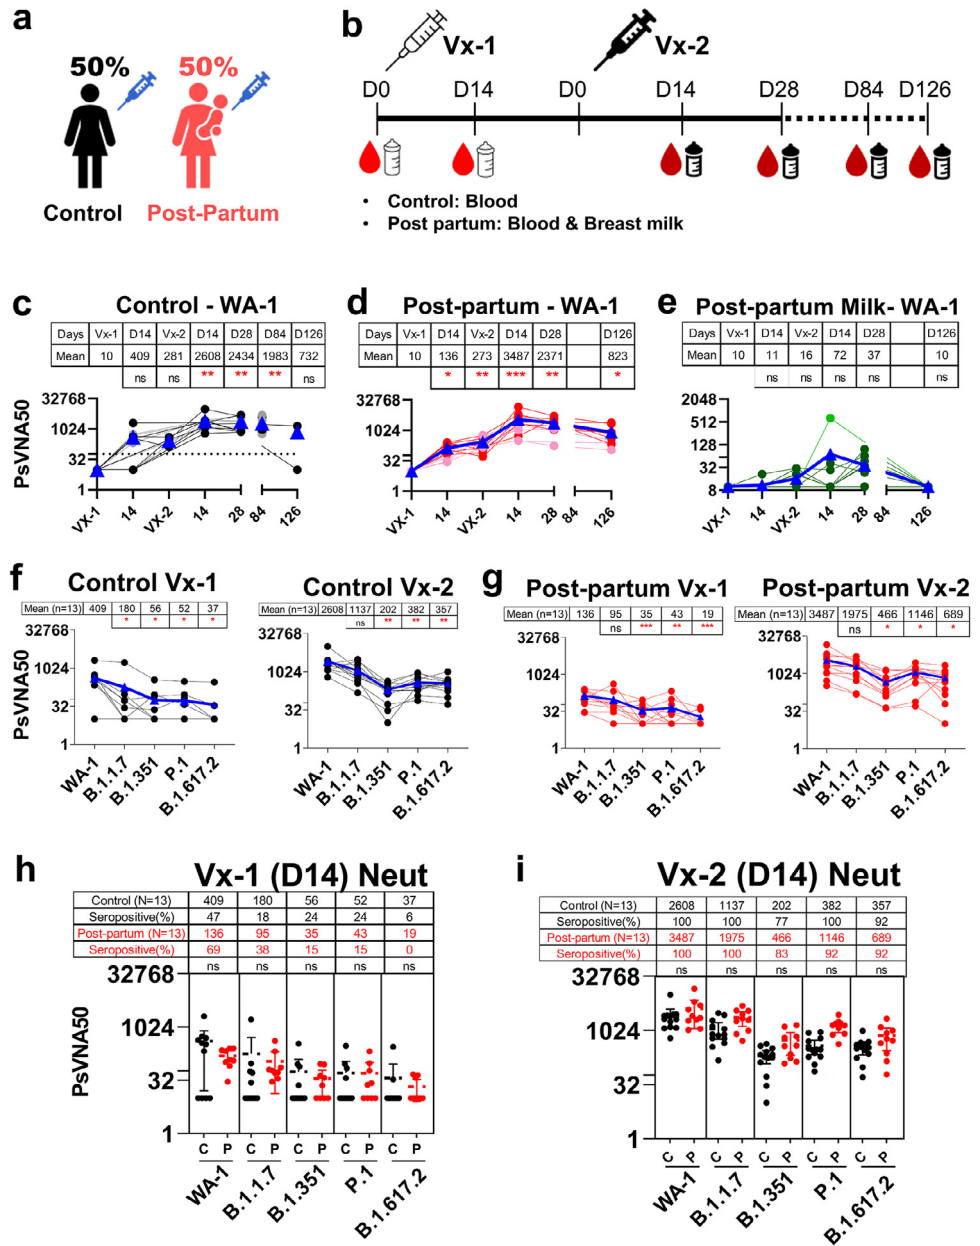 a
50% 50%
Control Post-Partum
b
Vx-1 Vx-2
D0 D14 D0 D14 D28 D84 D126
• Control: Blood
• Post partum: Blood & Breast milk
c
Control - WA-1
Days Vx-1 D14 Vx-2 D14 D28 D84 D126
Mean 10 409 281 2608 2434 1983 732
ns ns ** ** ** ns
PsVNA50
32768
1024
32
1
VX-1 14 VX-2 14 28 84 126
d
Post-partum - WA-1
Days Vx-1 D14 Vx-2 D14 D28 D126
Mean 10 136 273 3487 2371 823
* ** *** ** *
32768
1024
32
1
VX-1 14 VX-2 14 28 84 126
e
Post-partum Milk- WA-1
Days Vx-1 D14 Vx-2 D14 D28 D126
Mean 10 11 16 72 37 10
ns ns ns ns ns
2048
512
128
32
8
VX-1 14 VX-2 14 28 84 126
f
Control Vx-1
Mean (n=13) 409 180 56 52 37
* * * *
PsVNA50
32768
1024
32
1
WA-1 B.1.1.7 B.1.351 P.1 B.1.617.2
Control Vx-2
Mean (n=13) 2608 1137 202 382 357
ns ** ** **
32768
1024
32
1
WA-1 B.1.1.7 B.1.351 P.1 B.1.617.2
g
Post-partum Vx-1
Mean (n=13) 136 95 35 43 19
ns *** ** ***
32768
1024
32
1
WA-1 B.1.1.7 B.1.351 P.1 B.1.617.2
Post-partum Vx-2
Mean (n=13) 3487 1975 466 1146 689
ns * * *
32768
1024
32
1
WA-1 B.1.1.7 B.1.351 P.1 B.1.617.2
h
Vx-1 (D14) Neut
Control (N=13) 409 180 56 52 37
Seropositive(%) 47 18 24 24 6
Post-partum (N=13) 136 95 35 43 19
Seropositive(%) 69 38 15 15 0
ns ns ns ns ns
PsVNA50
32768
1024
32
1
C P C P C P C P C P
WA-1 B.1.1.7 B.1.351 P.1 B.1.617.2
i
Vx-2 (D14) Neut
Control (N=13) 2608 1137 202 382 357
Seropositive(%) 100 100 77 100 92
Post-partum (N=13) 3487 1975 466 1146 689
Seropositive(%) 100 100 83 92 92
ns ns ns ns ns
32768
1024
32
1
C P C P C P C P C P
WA-1 B.1.1.7 B.1.351 P.1 B.1.617.2